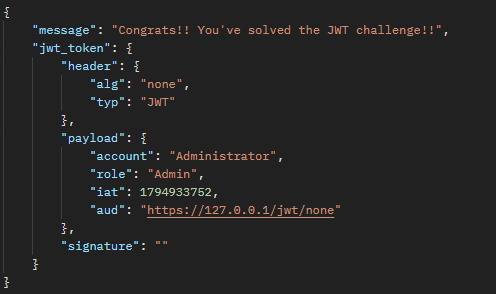 {
    "message": "Congrats!! You've solved the JWT challenge!!",
    "jwt_token": {
        "header": {
            "alg": "none",
            "typ": "JWT"
        },
        "payload": {
            "account": "Administrator",
            "role": "Admin",
            "iat": 1794933752,
            "aud": "https://127.0.0.1/jwt/none"
        },
        "signature": ""
    }
}